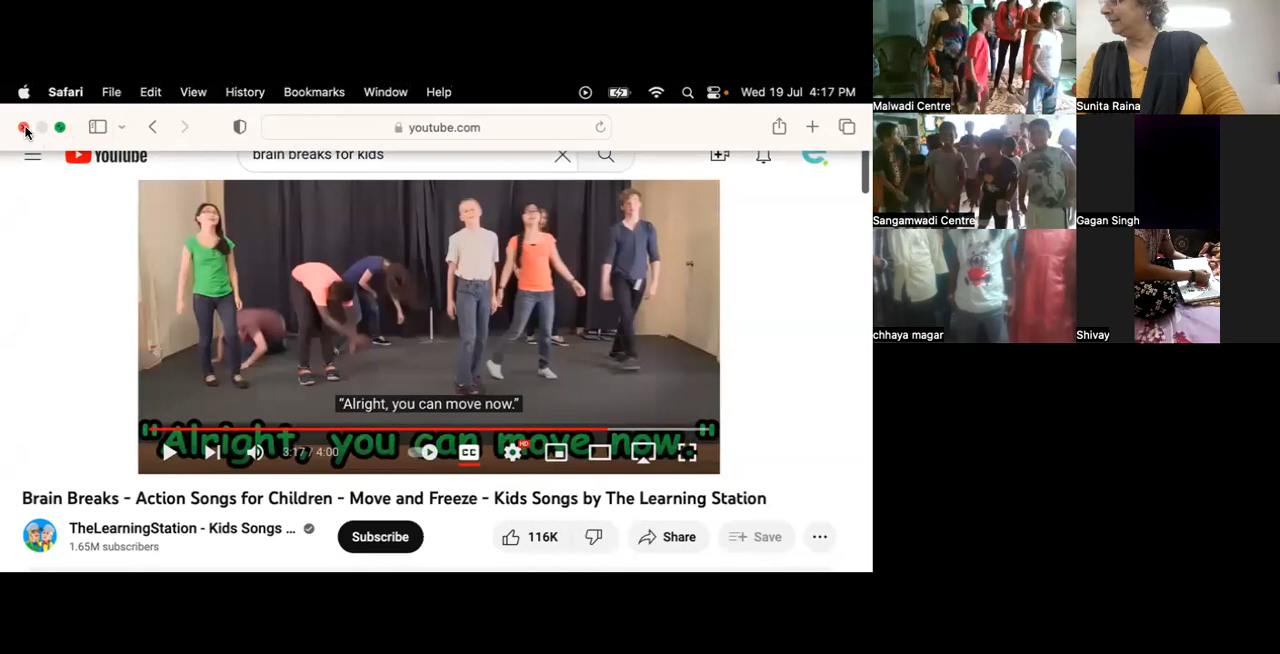 Safari File Edit View History Bookmarks Window Help Wed 19 Jul 4:17 PM
youtube.com
YouTube brain breaks for kids
"Alright, you can move now."
"Alright, you can move now."
3:17 / 4:00 CC HD
Brain Breaks - Action Songs for Children - Move and Freeze - Kids Songs by The Learning Station
TheLearningStation - Kids Songs ...
1.65M subscribers
Subscribe 116K Share Save
Malwadi Centre
Sunita Raina
Sangamwadi Centre
Gagan Singh
chhaya magar
Shivay